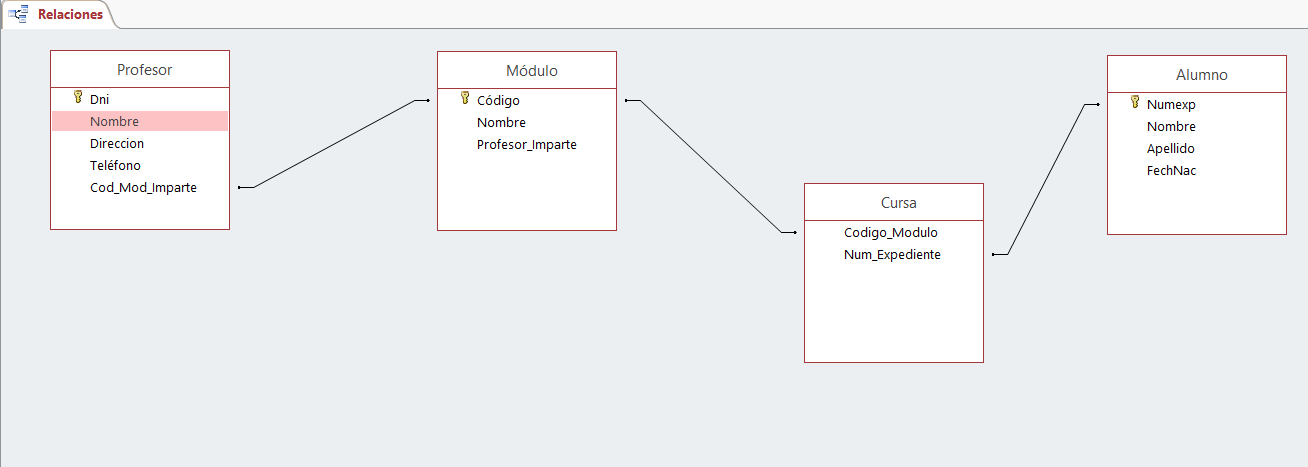 Relaciones
Profesor
Dni
Nombre
Direccion
Teléfono
Cod_Mod_Imparte
Módulo
Código
Nombre
Profesor_Imparte
Cursa
Codigo_Modulo
Num_Expediente
Alumno
Numexp
Nombre
Apellido
FechNac